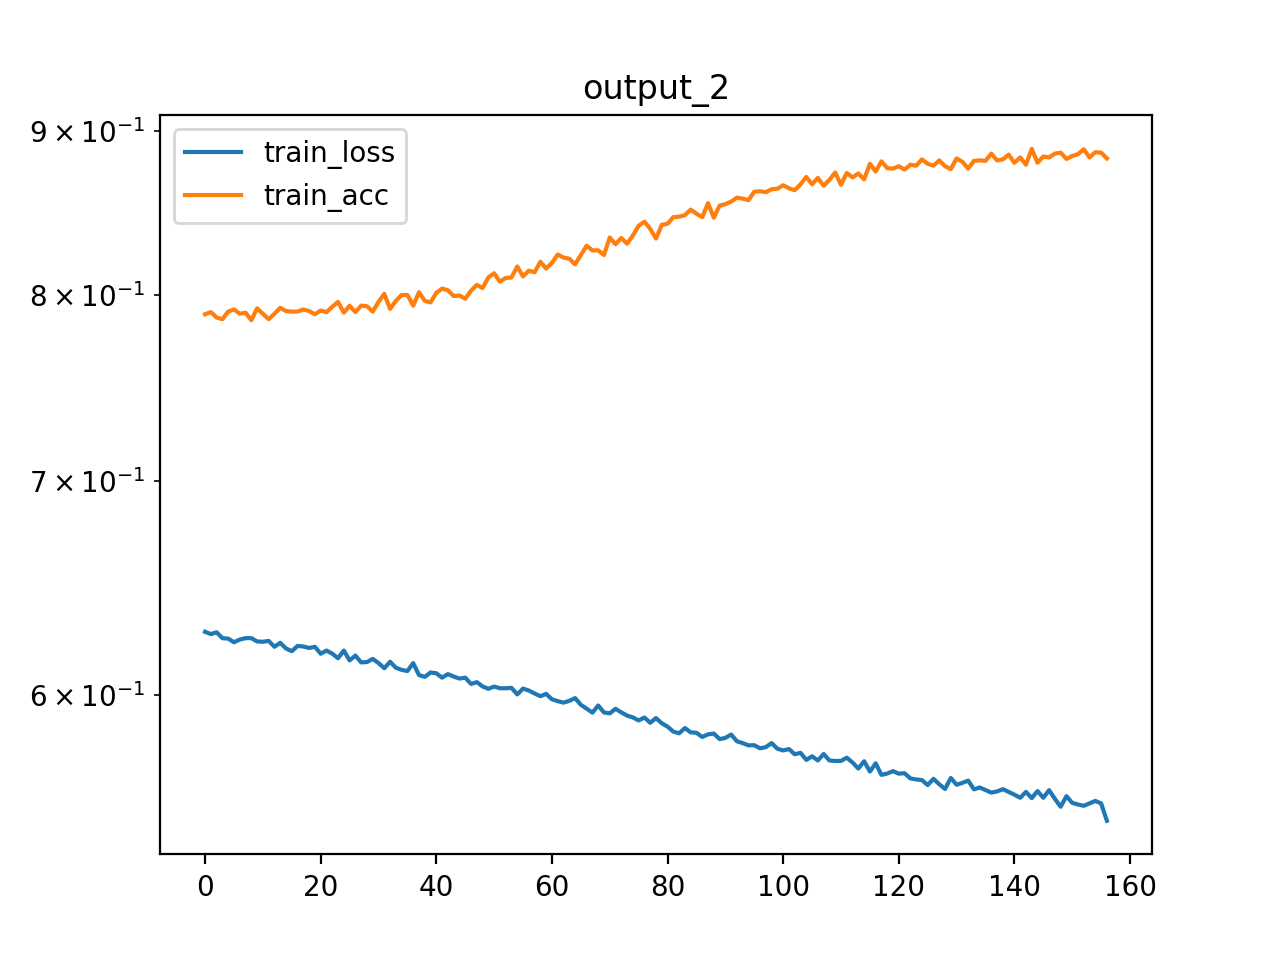 output_2
train_loss
train_acc
9 × 10⁻¹
8 × 10⁻¹
7 × 10⁻¹
6 × 10⁻¹
0 20 40 60 80 100 120 140 160